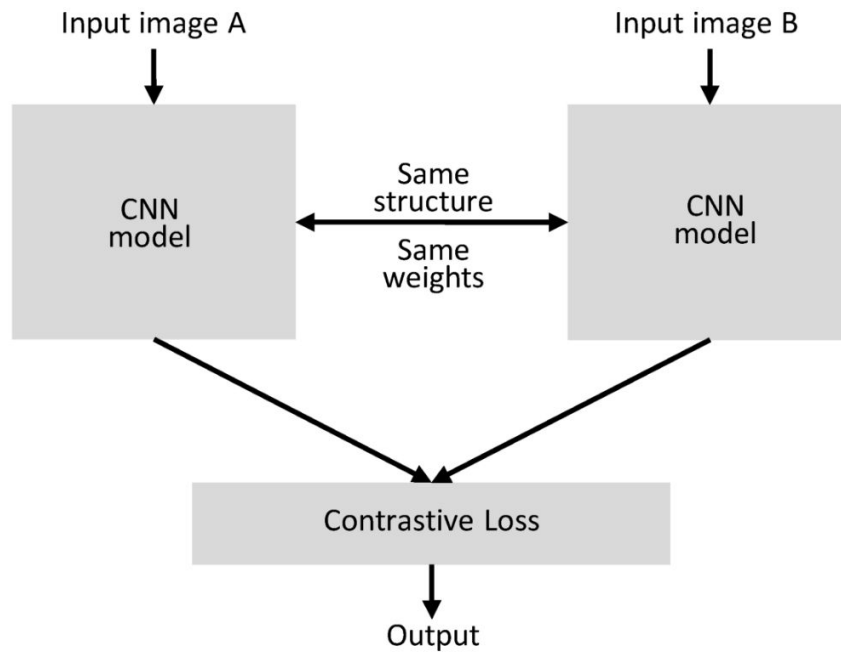 Input image A
Input image B
CNN
model
Same
structure
Same
weights
CNN
model
Contrastive Loss
Output